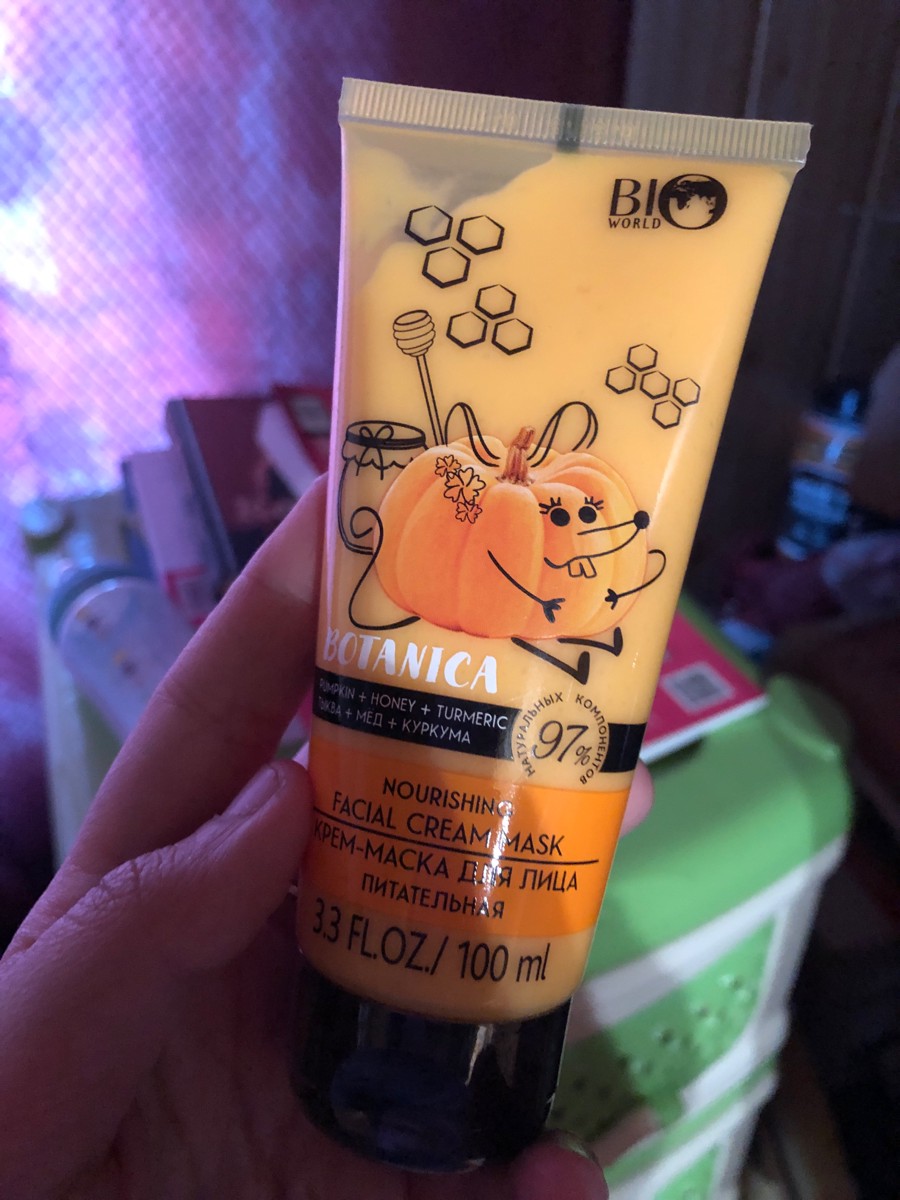 BIO
WORLD
BOTANICA
PUMPKIN + HONEY + TURMERIC
ТЫКВА + МЕД + КУРКУМА
НАТУРАЛЬНЫХ КОМПОНЕНТОВ
97%
NOURISHING
FACIAL CREAM MASK
КРЕМ-МАСКА ДЛЯ ЛИЦА
ПИТАТЕЛЬНАЯ
3.3 FL.OZ./ 100 ml